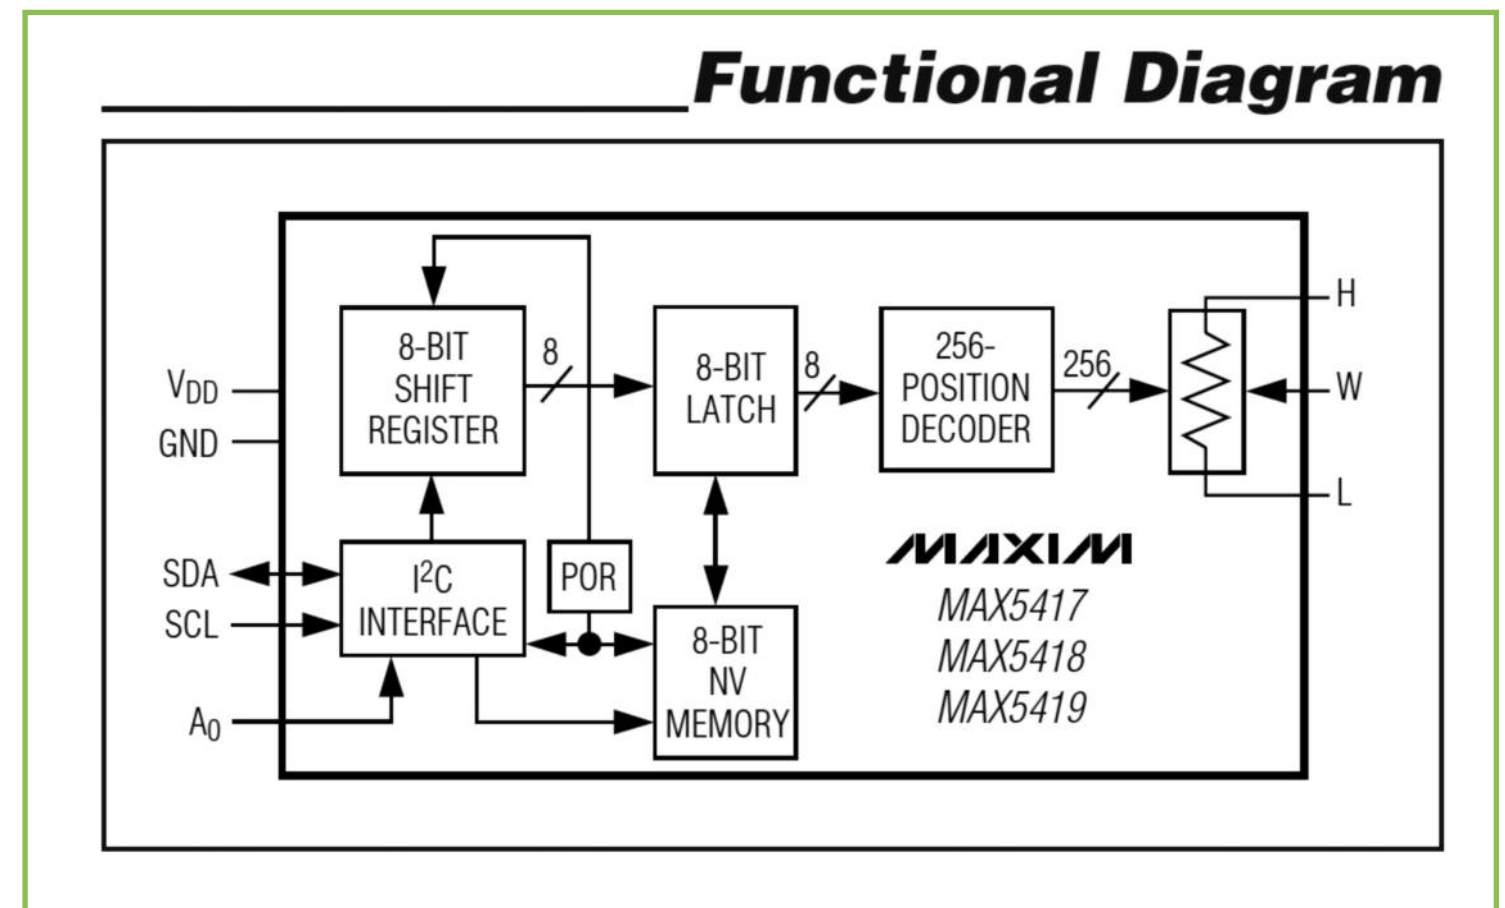 Functional Diagram
8-BIT
SHIFT
REGISTER
8
8-BIT
LATCH
8
256-
POSITION
DECODER
256
H
W
L
VDD
GND
SDA
SCL
A0
I²C
INTERFACE
POR
8-BIT
NV
MEMORY
MAXIM
MAX5417
MAX5418
MAX5419